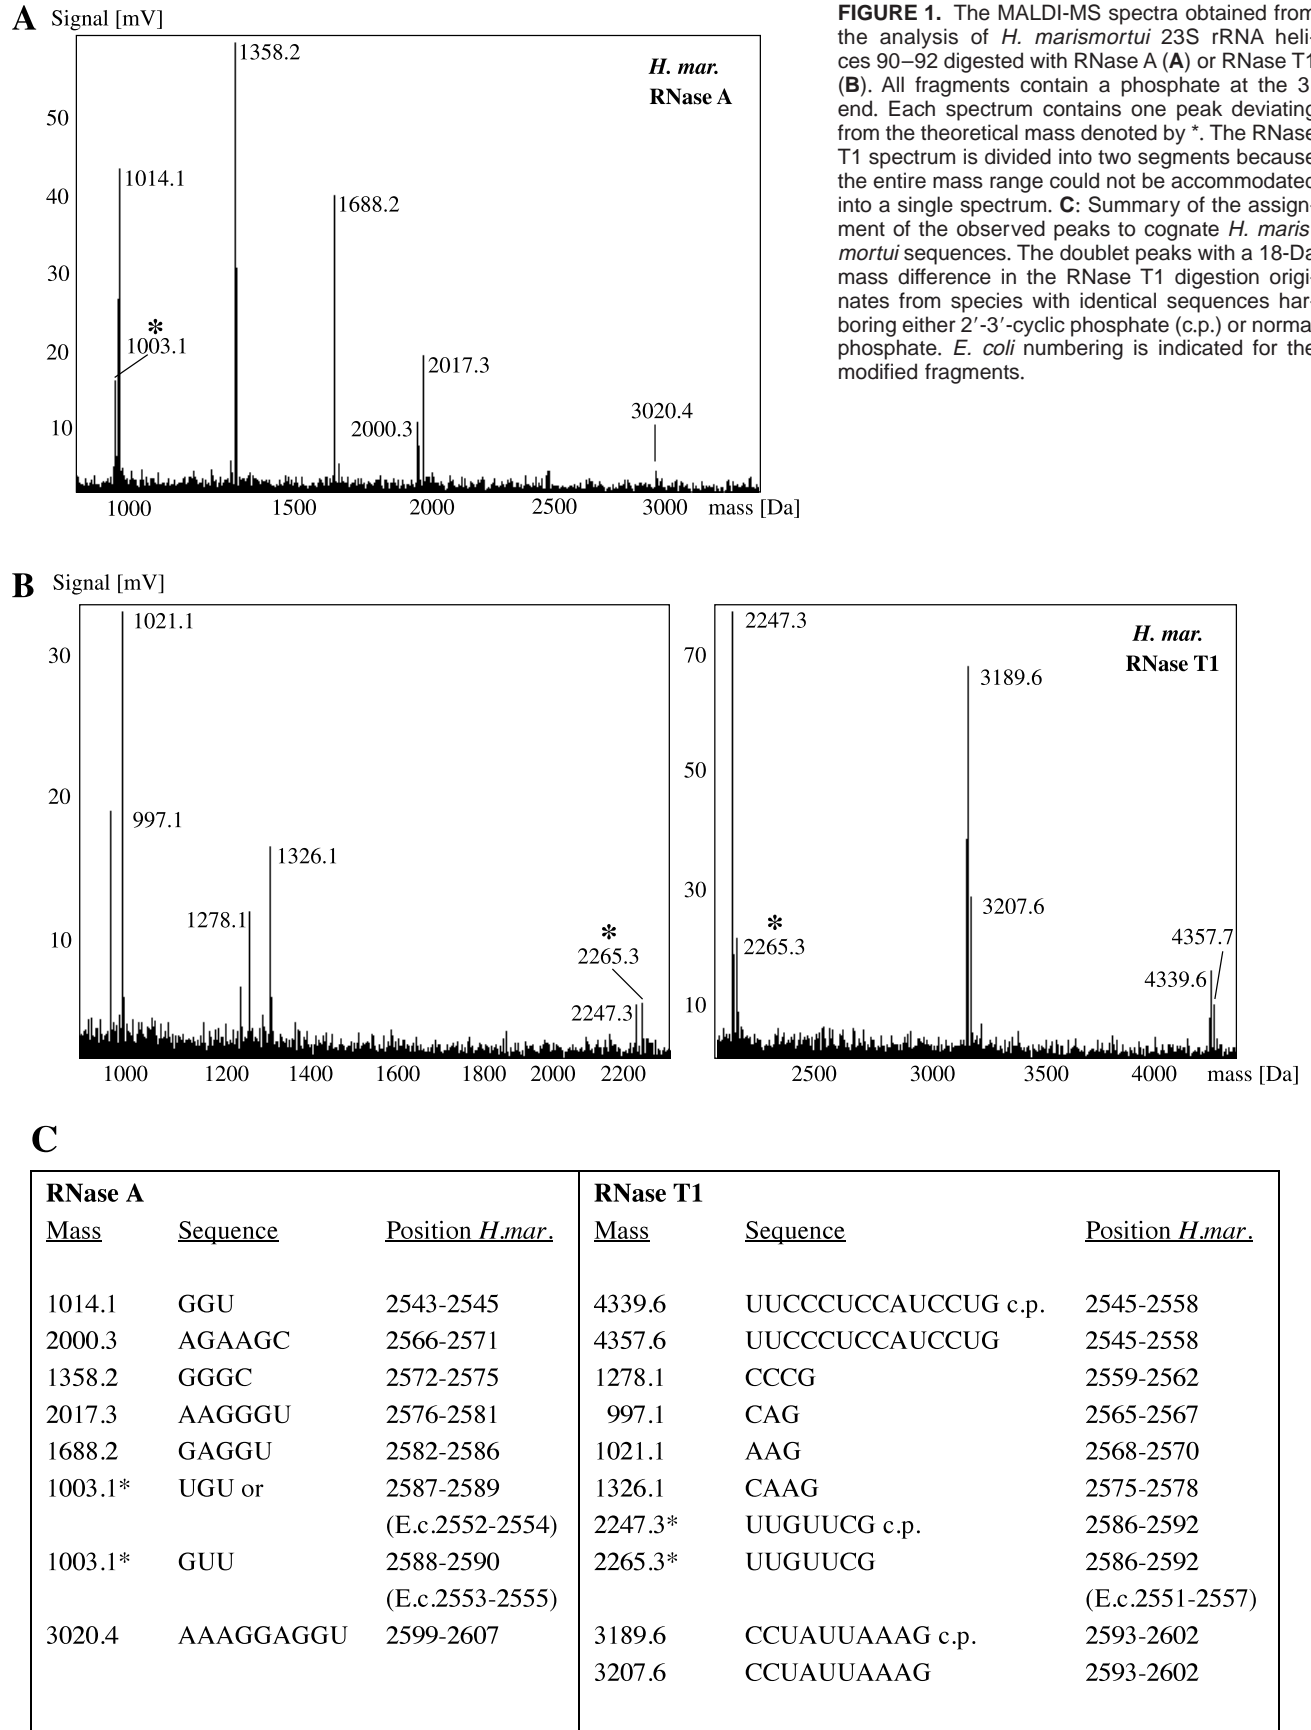 A Signal [mV]
1358.2
H. mar.
RNase A
50
1014.1
40
1688.2
30
*
1003.1
20
2017.3
3020.4
10
2000.3
1000 1500 2000 2500 3000 mass [Da]
FIGURE 1. The MALDI-MS spectra obtained from
the analysis of H. marismortui 23S rRNA heli-
ces 90–92 digested with RNase A (A) or RNase T1
(B). All fragments contain a phosphate at the 3′
end. Each spectrum contains one peak deviating
from the theoretical mass denoted by *. The RNase
T1 spectrum is divided into two segments because
the entire mass range could not be accommodated
into a single spectrum. C: Summary of the assign-
ment of the observed peaks to cognate H. maris-
mortui sequences. The doublet peaks with a 18-Da
mass difference in the RNase T1 digestion origi-
nates from species with identical sequences har-
boring either 2′-3′-cyclic phosphate (c.p.) or normal
phosphate. E. coli numbering is indicated for the
modified fragments.
B Signal [mV]
1021.1
30
20
997.1
1326.1
1278.1
10
*
2265.3
2247.3
1000 1200 1400 1600 1800 2000 2200
2247.3
H. mar.
RNase T1
70
3189.6
50
30
3207.6
*
2265.3
4357.7
4339.6
10
2500 3000 3500 4000 mass [Da]
C
RNase A
Mass Sequence Position H.mar.
1014.1 GGU 2543-2545
2000.3 AGAAGC 2566-2571
1358.2 GGGC 2572-2575
2017.3 AAGGGU 2576-2581
1688.2 GAGGU 2582-2586
1003.1* UGU or 2587-2589
(E.c.2552-2554)
1003.1* GUU 2588-2590
(E.c.2553-2555)
3020.4 AAAGGAGGU 2599-2607
RNase T1
Mass Sequence Position H.mar.
4339.6 UUCCCUCCAUCCUG c.p. 2545-2558
4357.6 UUCCCUCCAUCCUG 2545-2558
1278.1 CCCG 2559-2562
997.1 CAG 2565-2567
1021.1 AAG 2568-2570
1326.1 CAAG 2575-2578
2247.3* UUGUUCG c.p. 2586-2592
2265.3* UUGUUCG 2586-2592
(E.c.2551-2557)
3189.6 CCUAUUAAAG c.p. 2593-2602
3207.6 CCUAUUAAAG 2593-2602